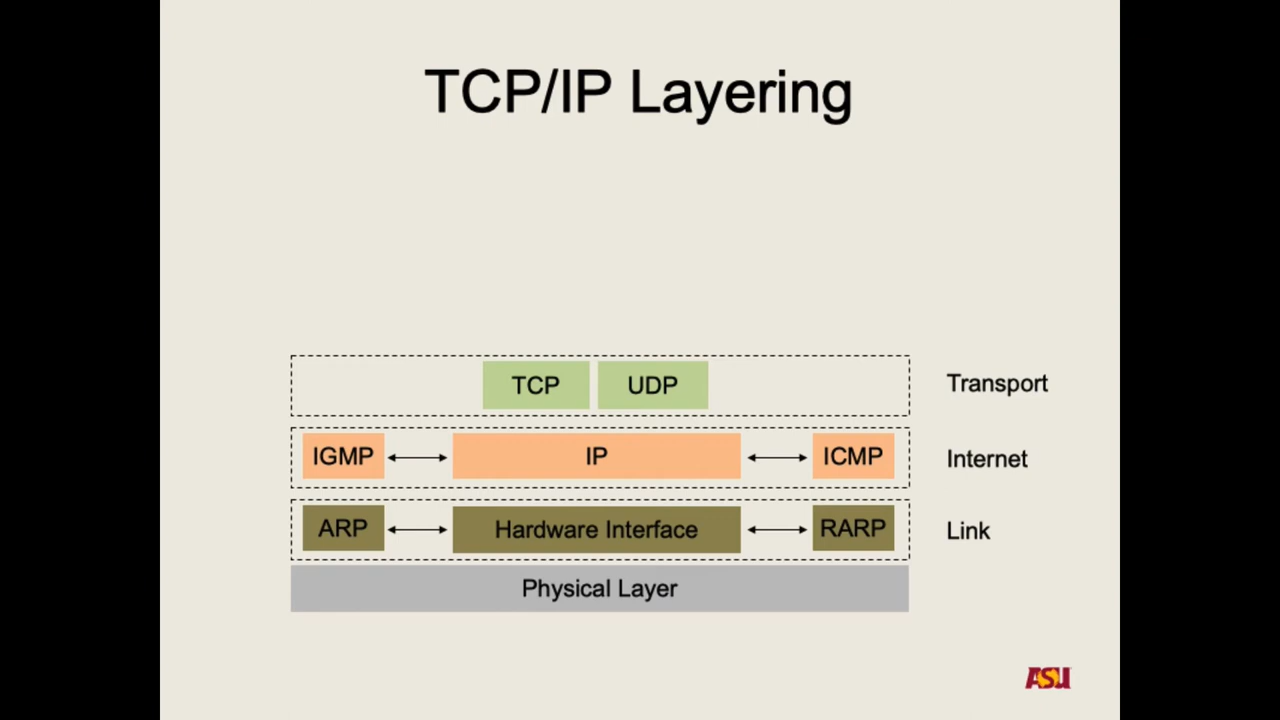 TCP/IP Layering
TCP UDP Transport
IGMP IP ICMP Internet
ARP Hardware Interface RARP Link
Physical Layer
ASU